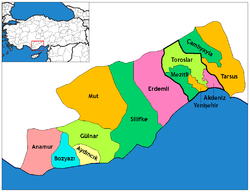 Çamlıyayla
Toroslar
Tarsus
Mezitli
Erdemli
Mut
Akdeniz
Yenişehir
Silifke
Gülnar
Anamur
Aydıncık
Bozyazı